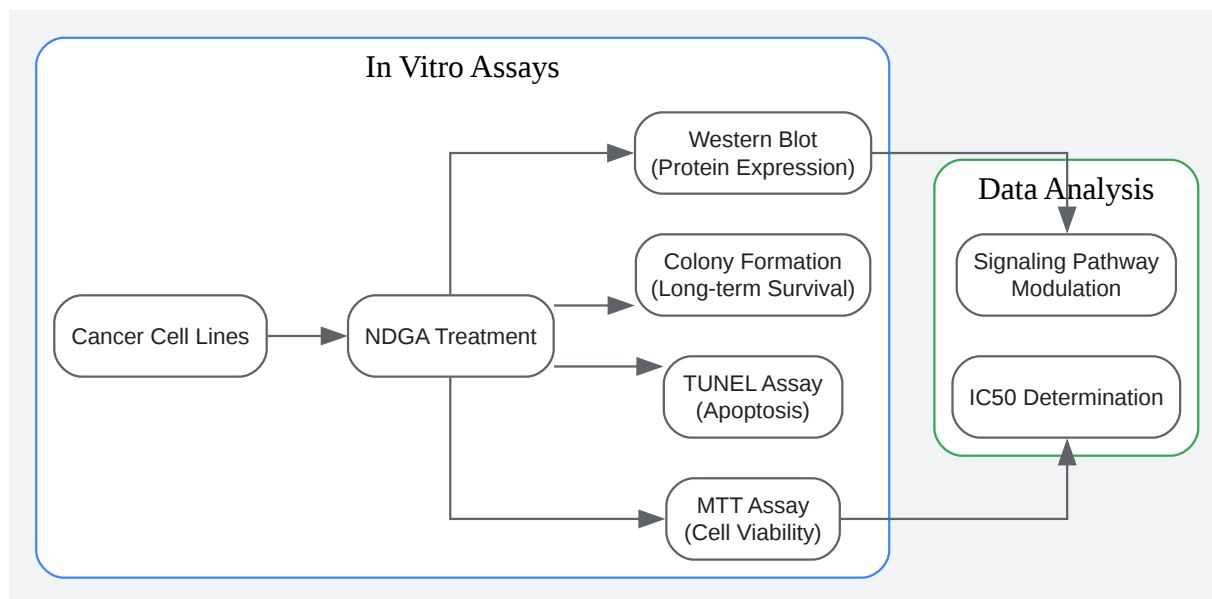 In Vitro Assays
Cancer Cell Lines
NDGA Treatment
Western Blot
(Protein Expression)
Colony Formation
(Long-term Survival)
TUNEL Assay
(Apoptosis)
MTT Assay
(Cell Viability)
Data Analysis
Signaling Pathway
Modulation
IC50 Determination